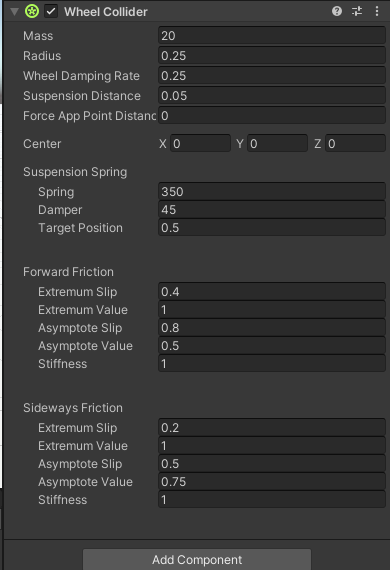 Wheel Collider
Mass 20
Radius 0.25
Wheel Damping Rate 0.25
Suspension Distance 0.05
Force App Point Distanc 0
Center X 0 Y 0 Z 0
Suspension Spring
Spring 350
Damper 45
Target Position 0.5
Forward Friction
Extremum Slip 0.4
Extremum Value 1
Asymptote Slip 0.8
Asymptote Value 0.5
Stiffness 1
Sideways Friction
Extremum Slip 0.2
Extremum Value 1
Asymptote Slip 0.5
Asymptote Value 0.75
Stiffness 1
Add Component